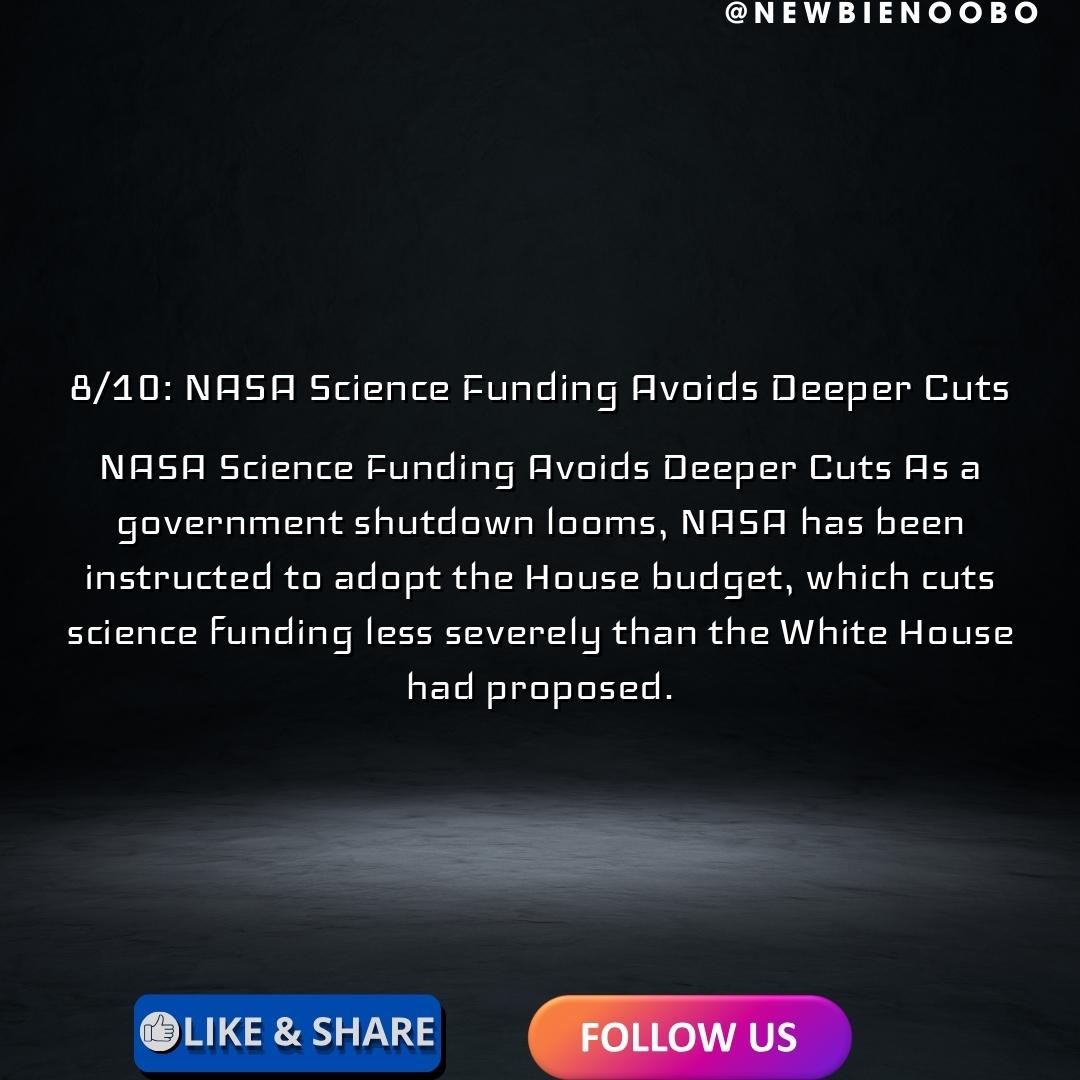 @NEWBIENOOBO
8/10: NASA Science Funding Avoids Deeper Cuts
NASA Science Funding Avoids Deeper Cuts As a
government shutdown looms, NASA has been
instructed to adopt the House budget, which cuts
science funding less severely than the White House
had proposed.
LIKE & SHARE
FOLLOW US